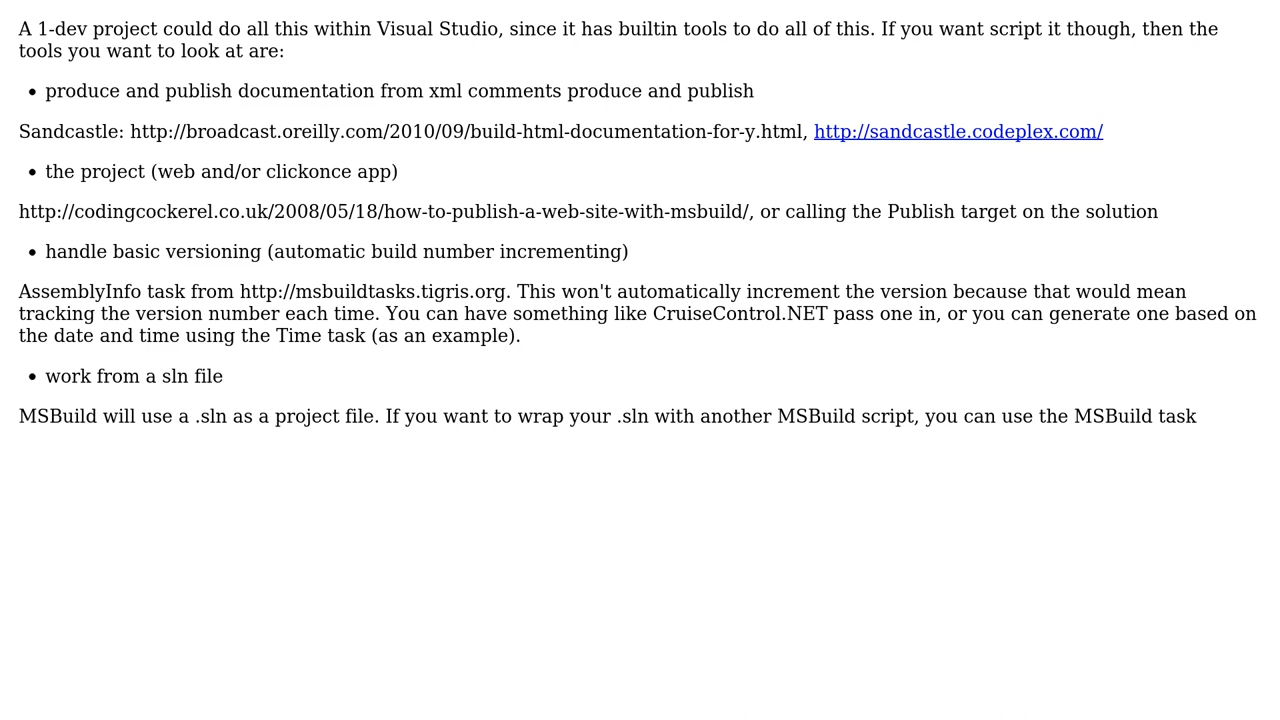 A 1-dev project could do all this within Visual Studio, since it has builtin tools to do all of this. If you want script it though, then the
tools you want to look at are:
• produce and publish documentation from xml comments produce and publish
Sandcastle: http://broadcast.oreilly.com/2010/09/build-html-documentation-for-y.html, http://sandcastle.codeplex.com/
• the project (web and/or clickonce app)
http://codingcockerel.co.uk/2008/05/18/how-to-publish-a-web-site-with-msbuild/, or calling the Publish target on the solution
• handle basic versioning (automatic build number incrementing)
AssemblyInfo task from http://msbuildtasks.tigris.org. This won't automatically increment the version because that would mean
tracking the version number each time. You can have something like CruiseControl.NET pass one in, or you can generate one based on
the date and time using the Time task (as an example).
• work from a sln file
MSBuild will use a .sln as a project file. If you want to wrap your .sln with another MSBuild script, you can use the MSBuild task